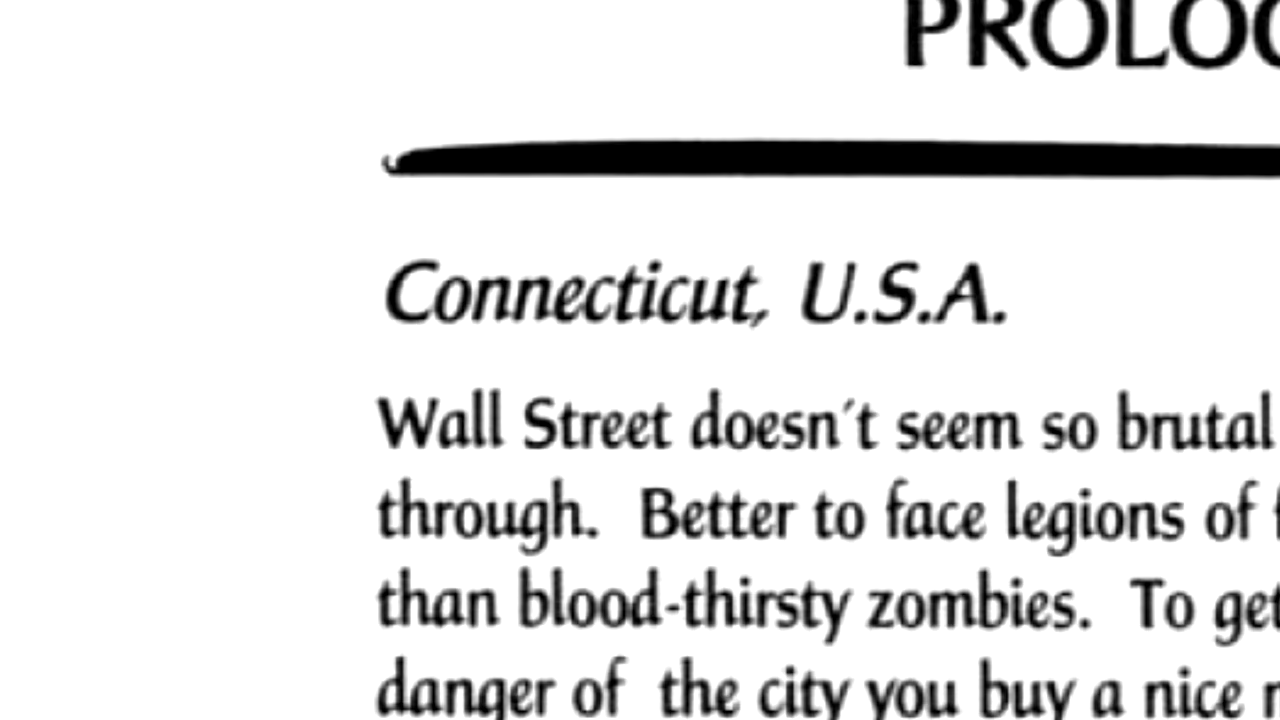 PROLOG
Connecticut, U.S.A.
Wall Street doesn´t seem so brutal
through.  Better to face legions of
than blood-thirsty zombies.  To get
danger of  the city you buy a nice